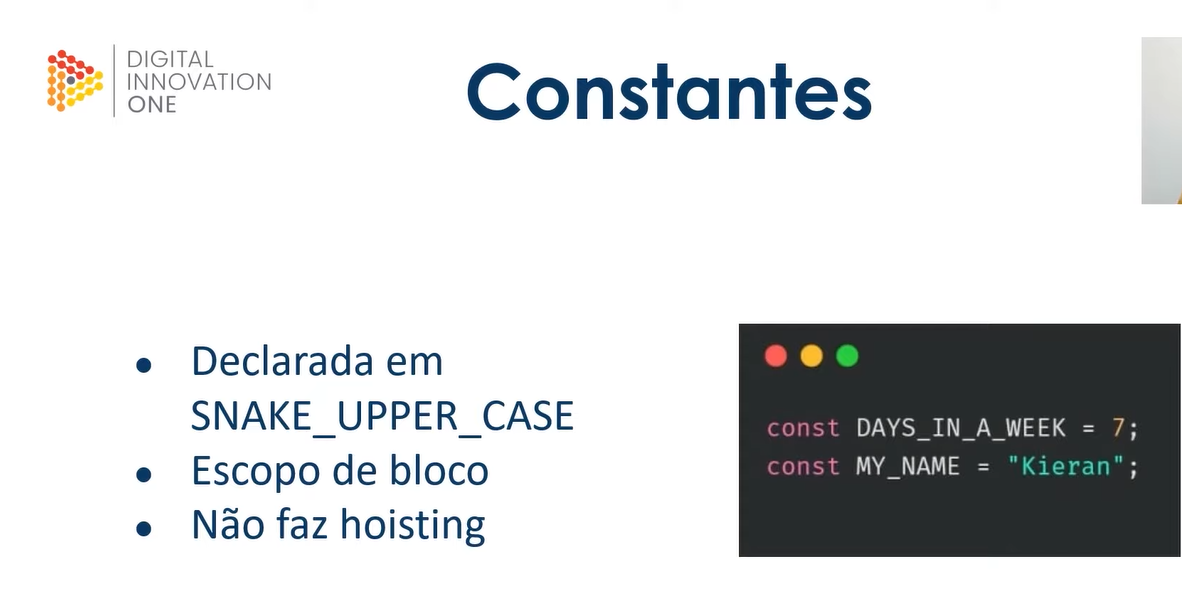 DIGITAL
INNOVATION
ONE
Constantes
● Declarada em
SNAKE_UPPER_CASE
● Escopo de bloco
● Não faz hoisting
const DAYS_IN_A_WEEK = 7;
const MY_NAME = "Kieran";